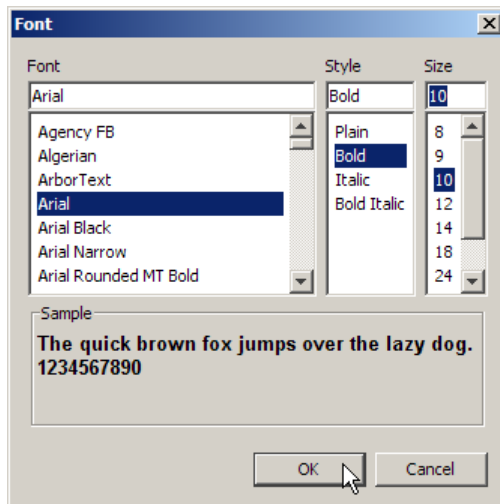 Font
Font Style Size
Arial Bold 10
Agency FB Plain 8
Algerian Bold 9
ArborText Italic 10
Arial Bold Italic 12
Arial Black 14
Arial Narrow 18
Arial Rounded MT Bold 24
Sample
The quick brown fox jumps over the lazy dog.
1234567890
OK Cancel